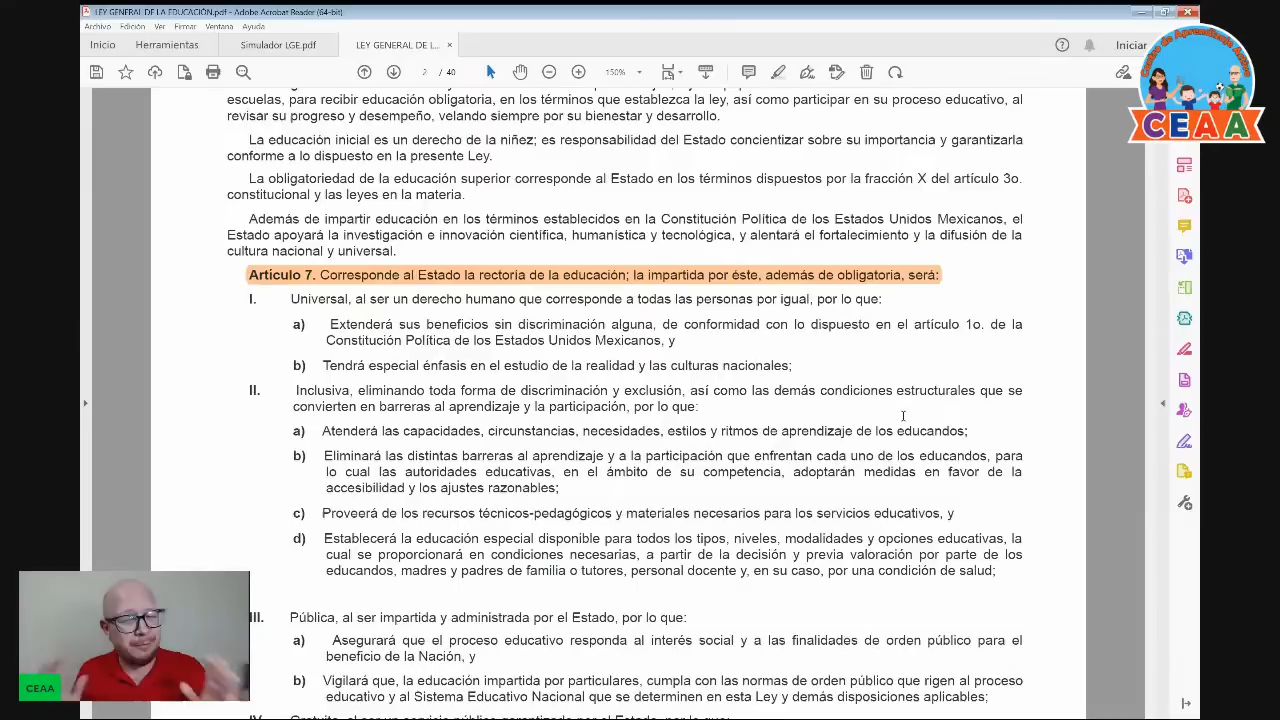 LEY GENERAL DE LA EDUCACIÓN.pdf - Adobe Acrobat Reader (64-bit)
Archivo Edición Ver Firmar Ventana Ayuda
Inicio Herramientas Simulador LGE.pdf LEY GENERAL DE L... × Iniciar
2 / 40 150%
Centro de Aprendizaje Activo
CEAA
escuelas, para recibir educación obligatoria, en los términos que establezca la ley, así como participar en su proceso educativo, al
revisar su progreso y desempeño, velando siempre por su bienestar y desarrollo.
La educación inicial es un derecho de la niñez; es responsabilidad del Estado concientizar sobre su importancia y garantizarla
conforme a lo dispuesto en la presente Ley.
La obligatoriedad de la educación superior corresponde al Estado en los términos dispuestos por la fracción X del artículo 3o.
constitucional y las leyes en la materia.
Además de impartir educación en los términos establecidos en la Constitución Política de los Estados Unidos Mexicanos, el
Estado apoyará la investigación e innovación científica, humanística y tecnológica, y alentará el fortalecimiento y la difusión de la
cultura nacional y universal.
Artículo 7. Corresponde al Estado la rectoría de la educación; la impartida por éste, además de obligatoria, será:
I. Universal, al ser un derecho humano que corresponde a todas las personas por igual, por lo que:
a) Extenderá sus beneficios sin discriminación alguna, de conformidad con lo dispuesto en el artículo 1o. de la
Constitución Política de los Estados Unidos Mexicanos, y
b) Tendrá especial énfasis en el estudio de la realidad y las culturas nacionales;
II. Inclusiva, eliminando toda forma de discriminación y exclusión, así como las demás condiciones estructurales que se
convierten en barreras al aprendizaje y la participación, por lo que:
a) Atenderá las capacidades, circunstancias, necesidades, estilos y ritmos de aprendizaje de los educandos;
b) Eliminará las distintas barreras al aprendizaje y a la participación que enfrentan cada uno de los educandos, para
lo cual las autoridades educativas, en el ámbito de su competencia, adoptarán medidas en favor de la
accesibilidad y los ajustes razonables;
c) Proveerá de los recursos técnicos-pedagógicos y materiales necesarios para los servicios educativos, y
d) Establecerá la educación especial disponible para todos los tipos, niveles, modalidades y opciones educativas, la
cual se proporcionará en condiciones necesarias, a partir de la decisión y previa valoración por parte de los
educandos, madres y padres de familia o tutores, personal docente y, en su caso, por una condición de salud;
III. Pública, al ser impartida y administrada por el Estado, por lo que:
a) Asegurará que el proceso educativo responda al interés social y a las finalidades de orden público para el
beneficio de la Nación, y
b) Vigilará que, la educación impartida por particulares, cumpla con las normas de orden público que rigen al proceso
educativo y al Sistema Educativo Nacional que se determinen en esta Ley y demás disposiciones aplicables;
IV. Gratuita, al ser un servicio público garantizado por el Estado, por lo que:
CEAA